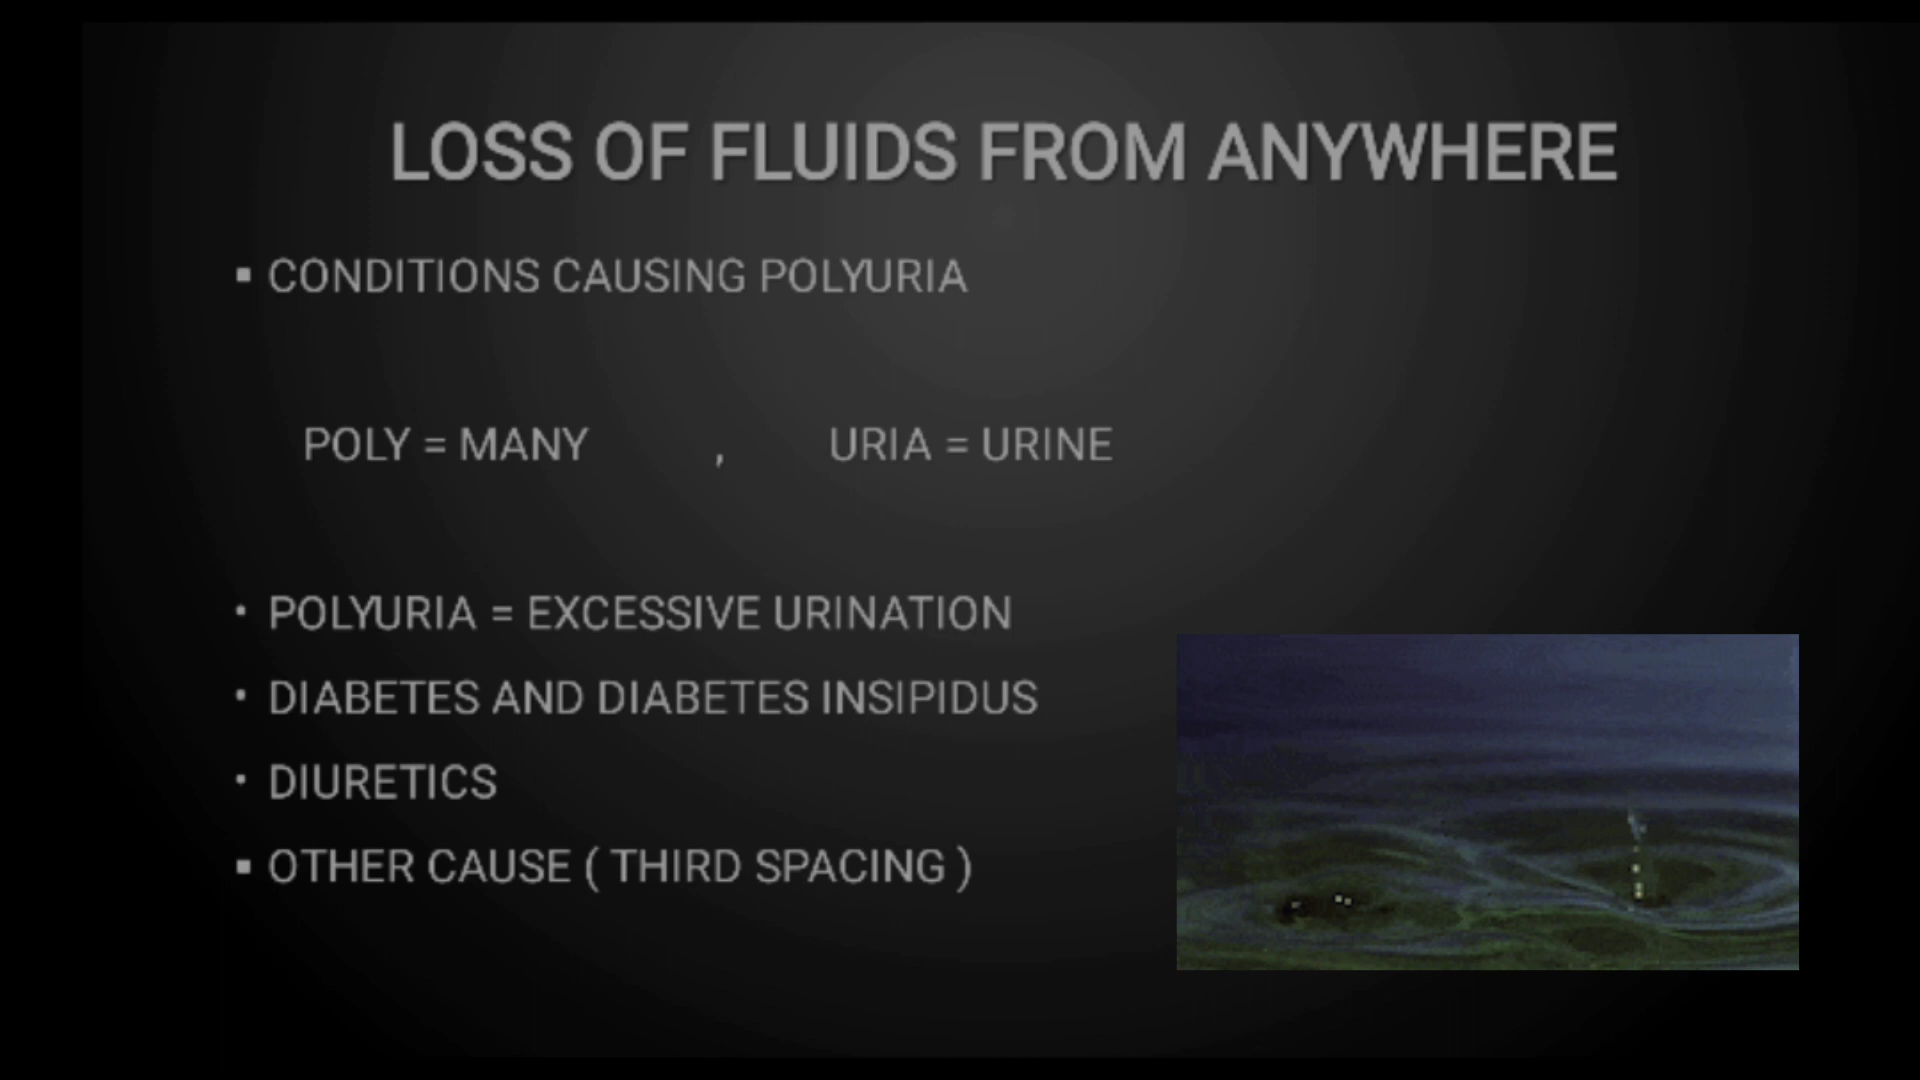 LOSS OF FLUIDS FROM ANYWHERE
▪ CONDITIONS CAUSING POLYURIA
POLY = MANY , URIA = URINE
• POLYURIA = EXCESSIVE URINATION
• DIABETES AND DIABETES INSIPIDUS
• DIURETICS
▪ OTHER CAUSE ( THIRD SPACING )